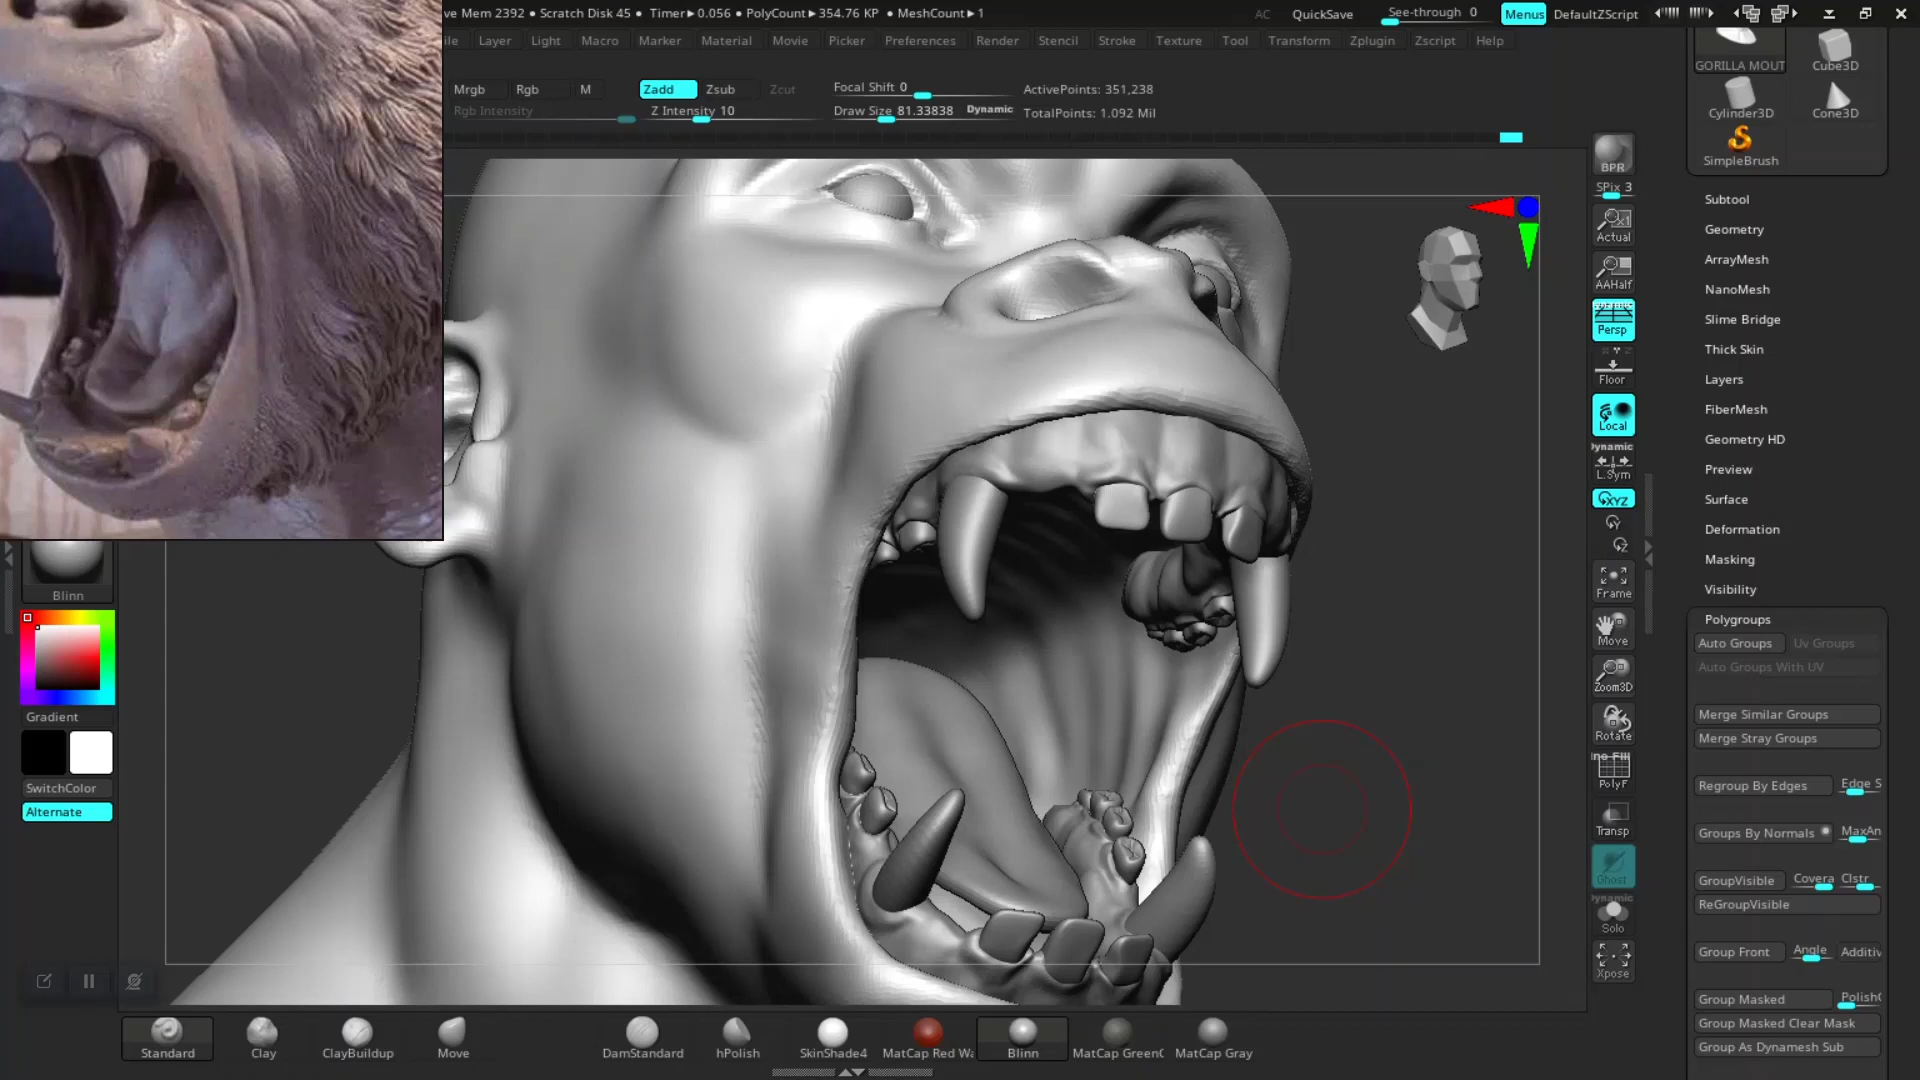 ve Mem 2392 • Scratch Disk 45 • Timer▸0.056 • PolyCount▸354.76 KP • MeshCount▸1
AC QuickSave See-through 0 Menus DefaultZScript
ile Layer Light Macro Marker Material Movie Picker Preferences Render Stencil Stroke Texture Tool Transform Zplugin Zscript Help
Mrgb Rgb M Zadd Zsub Zcut Focal Shift 0 ActivePoints: 351,238
Rgb Intensity Z Intensity 10 Draw Size 81.33838 Dynamic TotalPoints: 1.092 Mil
GORILLA MOUT Cube3D
Cylinder3D Cone3D
SimpleBrush
BPR
SPix 3
Actual
AAHalf
Persp
Floor
Local
Dynamic
L.Sym
XYZ
Y
Z
Frame
Move
Zoom3D
Rotate
PolyF
Transp
Ghost
Dynamic
Solo
Xpose
Subtool
Geometry
ArrayMesh
NanoMesh
Slime Bridge
Thick Skin
Layers
FiberMesh
Geometry HD
Preview
Surface
Deformation
Masking
Visibility
Polygroups
Auto Groups Uv Groups
Auto Groups With UV
Merge Similar Groups
Merge Stray Groups
Regroup By Edges Edge S
Groups By Normals MaxAn
GroupVisible Covera Clstr
ReGroupVisible
Group Front Angle Additiv
Group Masked Polish
Group Masked Clear Mask
Group As Dynamesh Sub
Blinn
Gradient
SwitchColor
Alternate
Standard Clay ClayBuildup Move DamStandard hPolish SkinShade4 MatCap Red Wa Blinn MatCap GreenC MatCap Gray